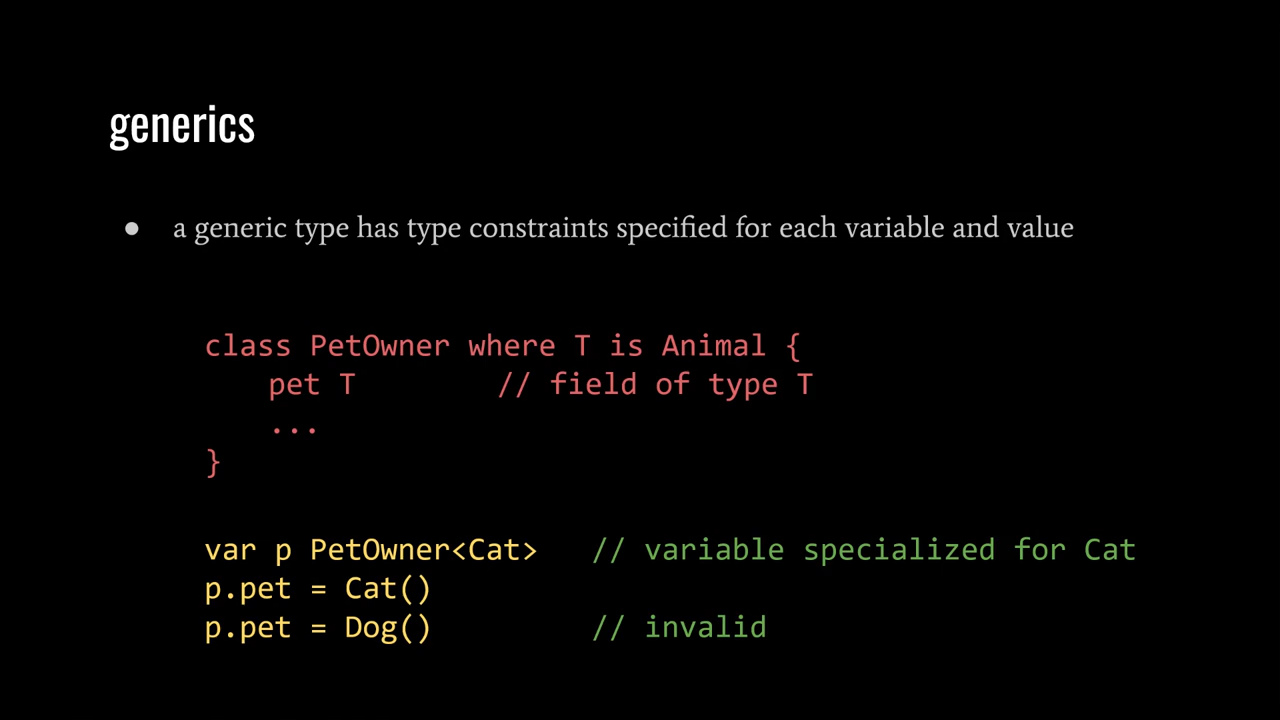 generics
● a generic type has type constraints specified for each variable and value
class PetOwner where T is Animal {
pet T // field of type T
...
}
var p PetOwner<Cat> // variable specialized for Cat
p.pet = Cat()
p.pet = Dog() // invalid